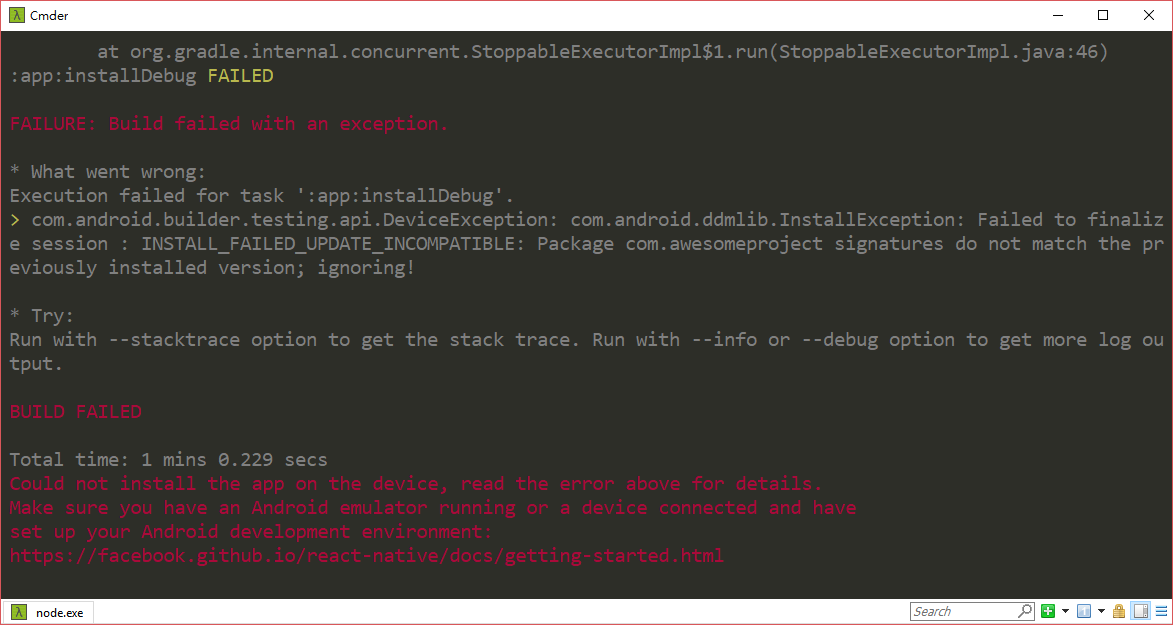 λ Cmder
at org.gradle.internal.concurrent.StoppableExecutorImpl$1.run(StoppableExecutorImpl.java:46)
:app:installDebug FAILED
FAILURE: Build failed with an exception.
* What went wrong:
Execution failed for task ':app:installDebug'.
> com.android.builder.testing.api.DeviceException: com.android.ddmlib.InstallException: Failed to finaliz
e session : INSTALL_FAILED_UPDATE_INCOMPATIBLE: Package com.awesomeproject signatures do not match the pr
eviously installed version; ignoring!
* Try:
Run with --stacktrace option to get the stack trace. Run with --info or --debug option to get more log ou
tput.
BUILD FAILED
Total time: 1 mins 0.229 secs
Could not install the app on the device, read the error above for details.
Make sure you have an Android emulator running or a device connected and have
set up your Android development environment:
https://facebook.github.io/react-native/docs/getting-started.html
λ node.exe
Search